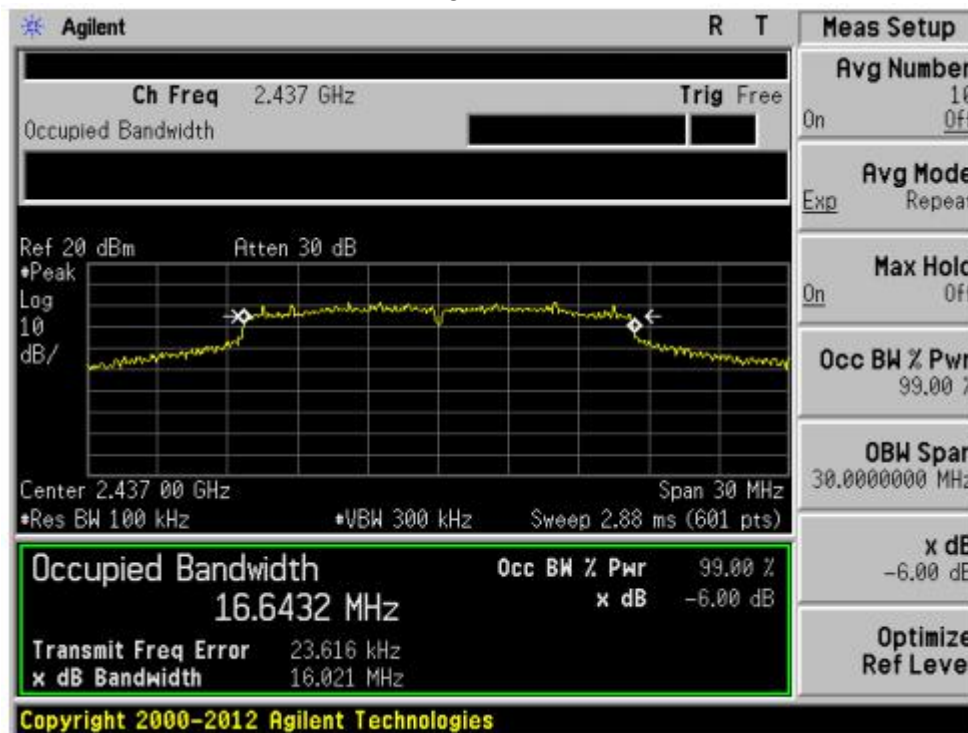 Agilent R T
Ch Freq 2.437 GHz Trig Free
Occupied Bandwidth
Ref 20 dBm Atten 30 dB
#Peak
Log
10
dB/
Center 2.437 00 GHz Span 30 MHz
#Res BW 100 kHz #VBW 300 kHz Sweep 2.88 ms (601 pts)
Occupied Bandwidth Occ BW % Pwr 99.00 %
16.6432 MHz x dB -6.00 dB
Transmit Freq Error 23.616 kHz
x dB Bandwidth 16.021 MHz
Copyright 2000-2012 Agilent Technologies
Meas Setup
Avg Number
10
On Off
Avg Mode
Exp Repeat
Max Hold
On Off
Occ BW % Pwr
99.00 %
OBW Span
30.0000000 MHz
x dB
-6.00 dB
Optimize
Ref Level